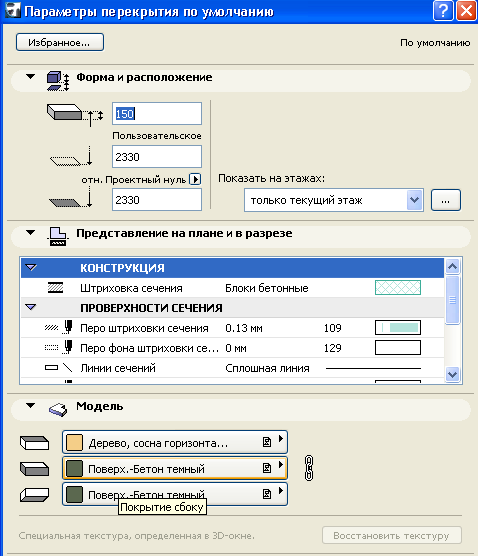 Параметры перекрытия по умолчанию
Избранное...
По умолчанию
Форма и расположение
150
Пользовательское
2330
отн. Проектный нуль
Показать на этажах:
2330
только текущий этаж
...
Представление на плане и в разрезе
КОНСТРУКЦИЯ
Штриховка сечения Блоки бетонные
ПРОВЕРХНОСТИ СЕЧЕНИЯ
Перо штриховки сечения 0.13 мм 109
Перо фона штриховки се... 0 мм 129
Линии сечений Сплошная линия
Модель
Дерево, сосна горизонта...
Поверх.-Бетон темный
Поверх.-Бетон темный
Покрытие сбоку
Специальная текстура, определенная в 3D-окне.
Восстановить текстуру